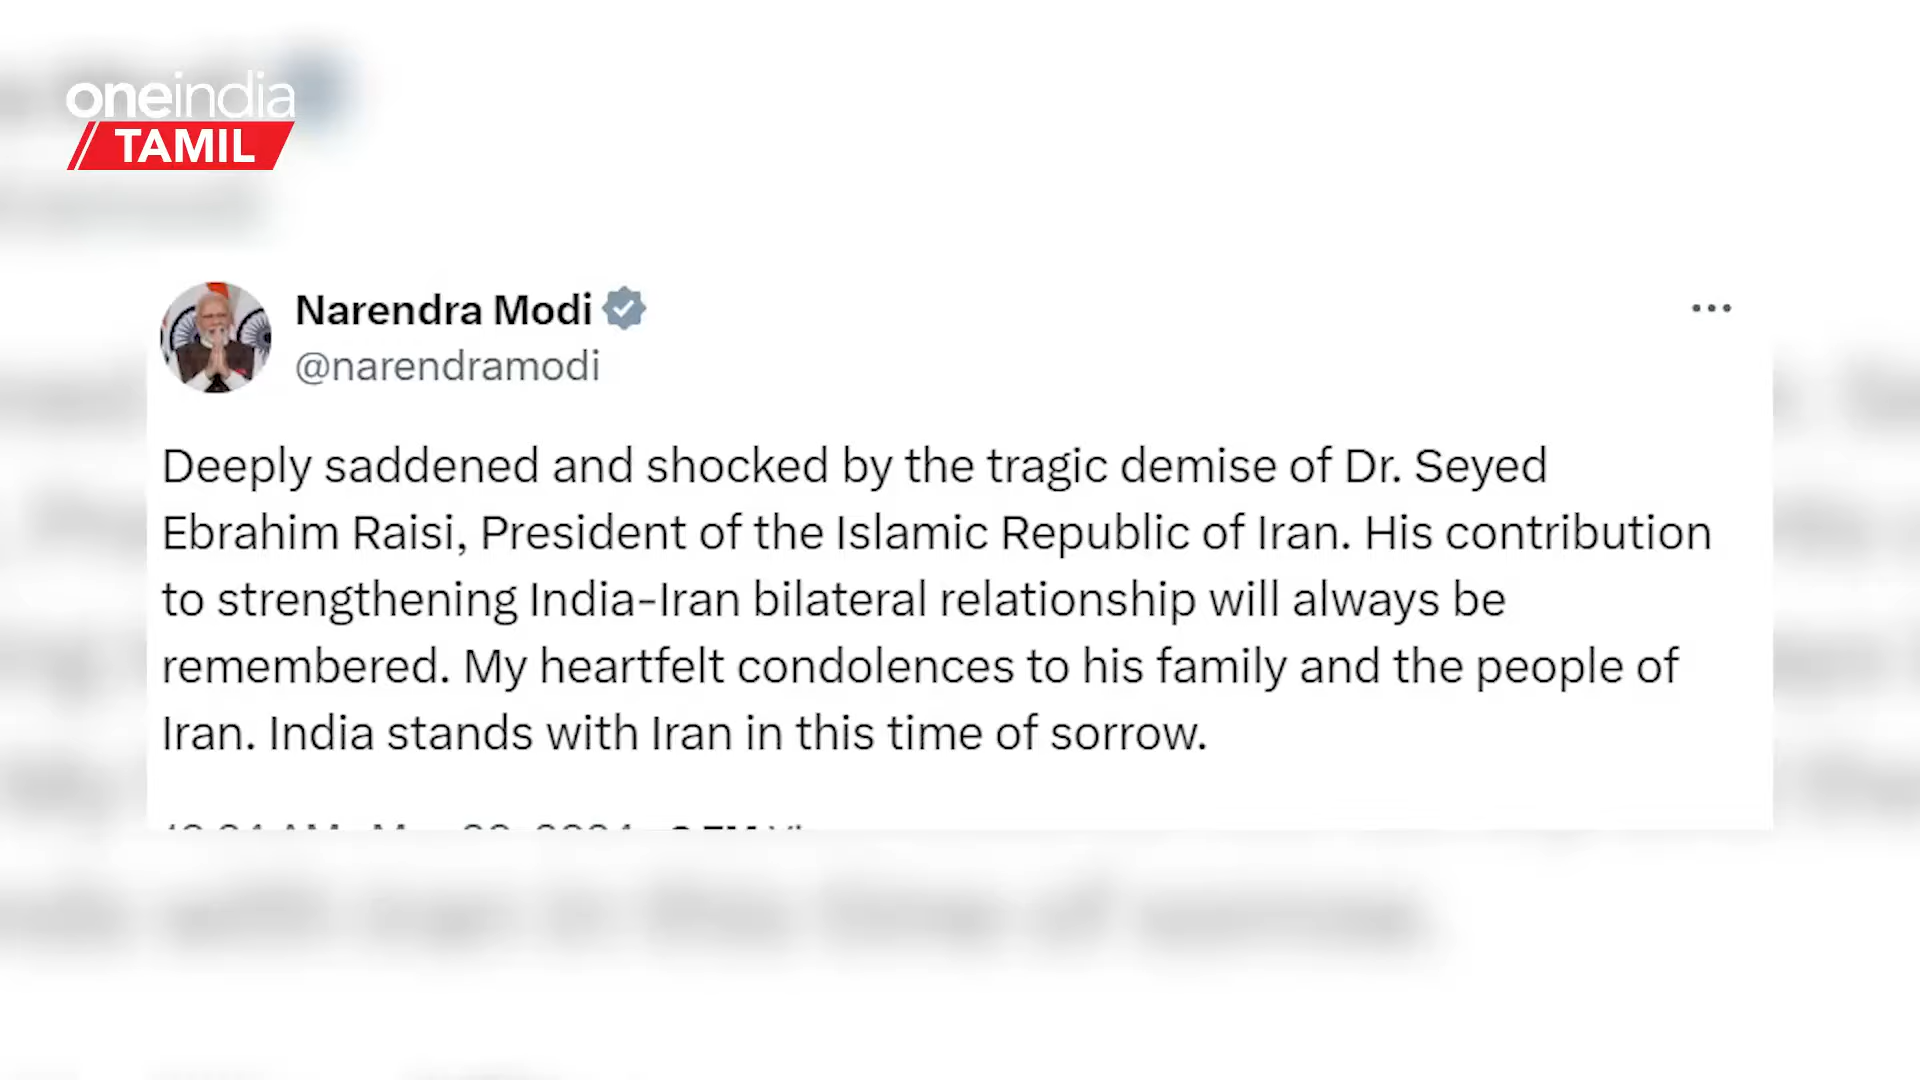 oneindia
TAMIL
Narendra Modi
@narendramodi
Deeply saddened and shocked by the tragic demise of Dr. Seyed
Ebrahim Raisi, President of the Islamic Republic of Iran. His contribution
to strengthening India-Iran bilateral relationship will always be
remembered. My heartfelt condolences to his family and the people of
Iran. India stands with Iran in this time of sorrow.